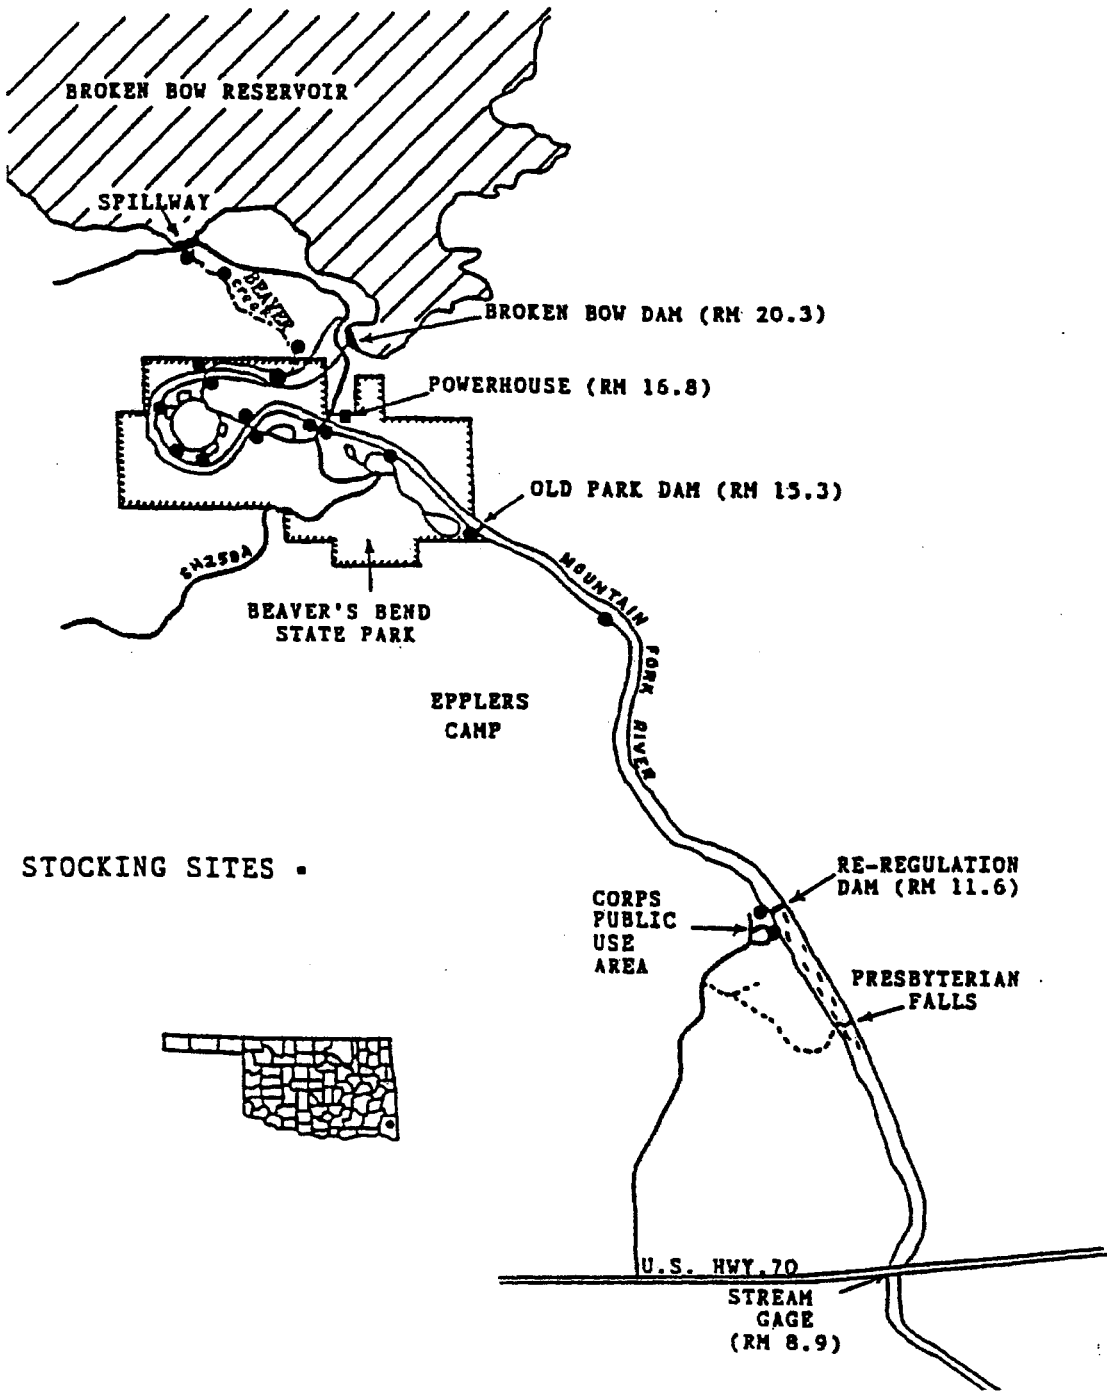 BROKEN BOW RESERVOIR
SPILLWAY
BEAVER
creek
BROKEN BOW DAM (RM 20.3)
POWERHOUSE (RM 16.8)
OLD PARK DAM (RM 15.3)
SH259A
MOUNTAIN FORK RIVER
BEAVER'S BEND
STATE PARK
EPPLERS
CAMP
STOCKING SITES
RE-REGULATION
DAM (RM 11.6)
CORPS
PUBLIC
USE
AREA
PRESBYTERIAN
FALLS
U.S. HWY.70
STREAM
GAGE
(RM 8.9)